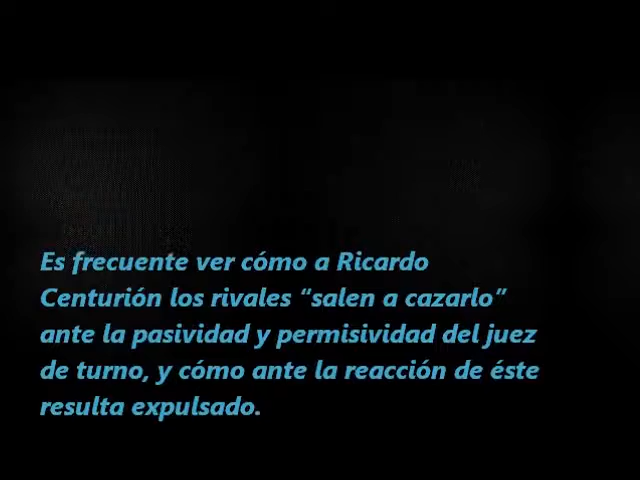 Es frecuente ver cómo a Ricardo
Centurión los rivales “salen a cazarlo”
ante la pasividad y permisividad del juez
de turno, y cómo ante la reacción de éste
resulta expulsado.